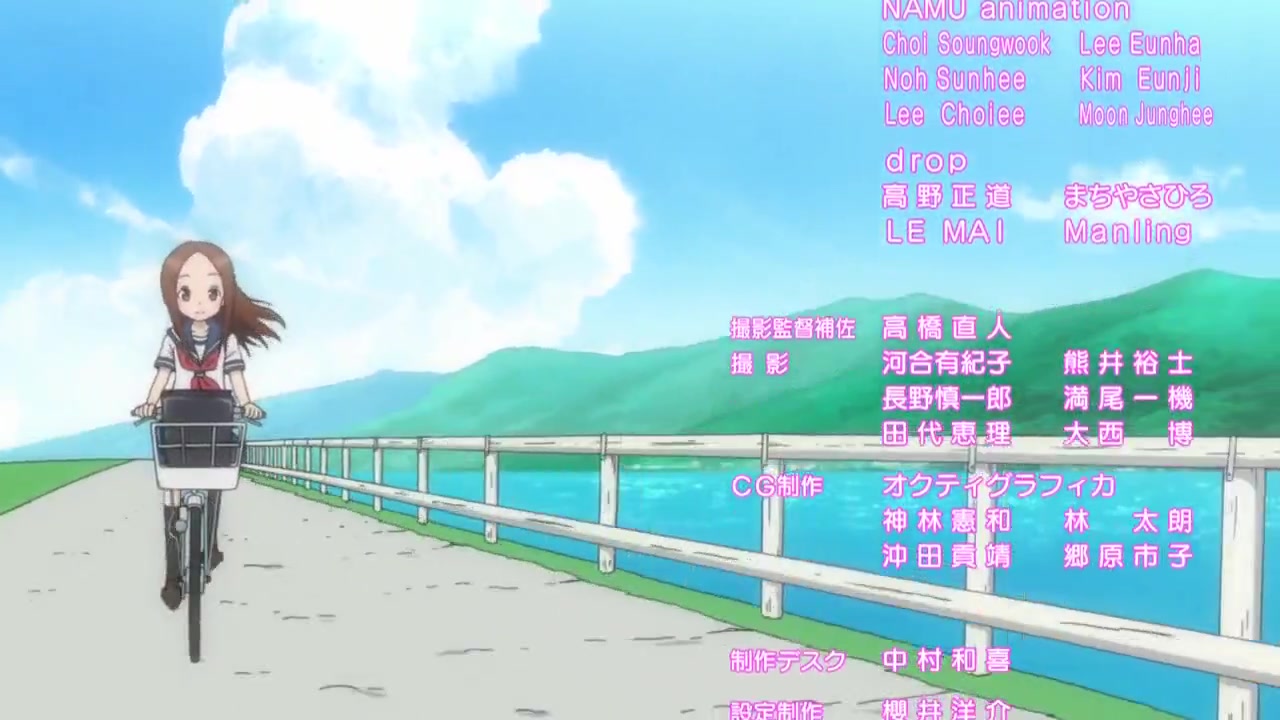 NAMU animation
Choi Soungwook Lee Eunha
Noh Sunhee Kim Eunji
Lee Choiee Moon Junghee
drop
高野正道 まちやさひろ
LE MAI Manling
撮影監督補佐 高橋直人
撮影 河合有紀子 熊井裕士
長野慎一郎 満尾一機
田代恵理 大西 博
CG制作 オクティグラフィカ
神林憲和 林 太朗
沖田貢靖 郷原市子
制作デスク 中村和喜
設定制作 櫻井洋介